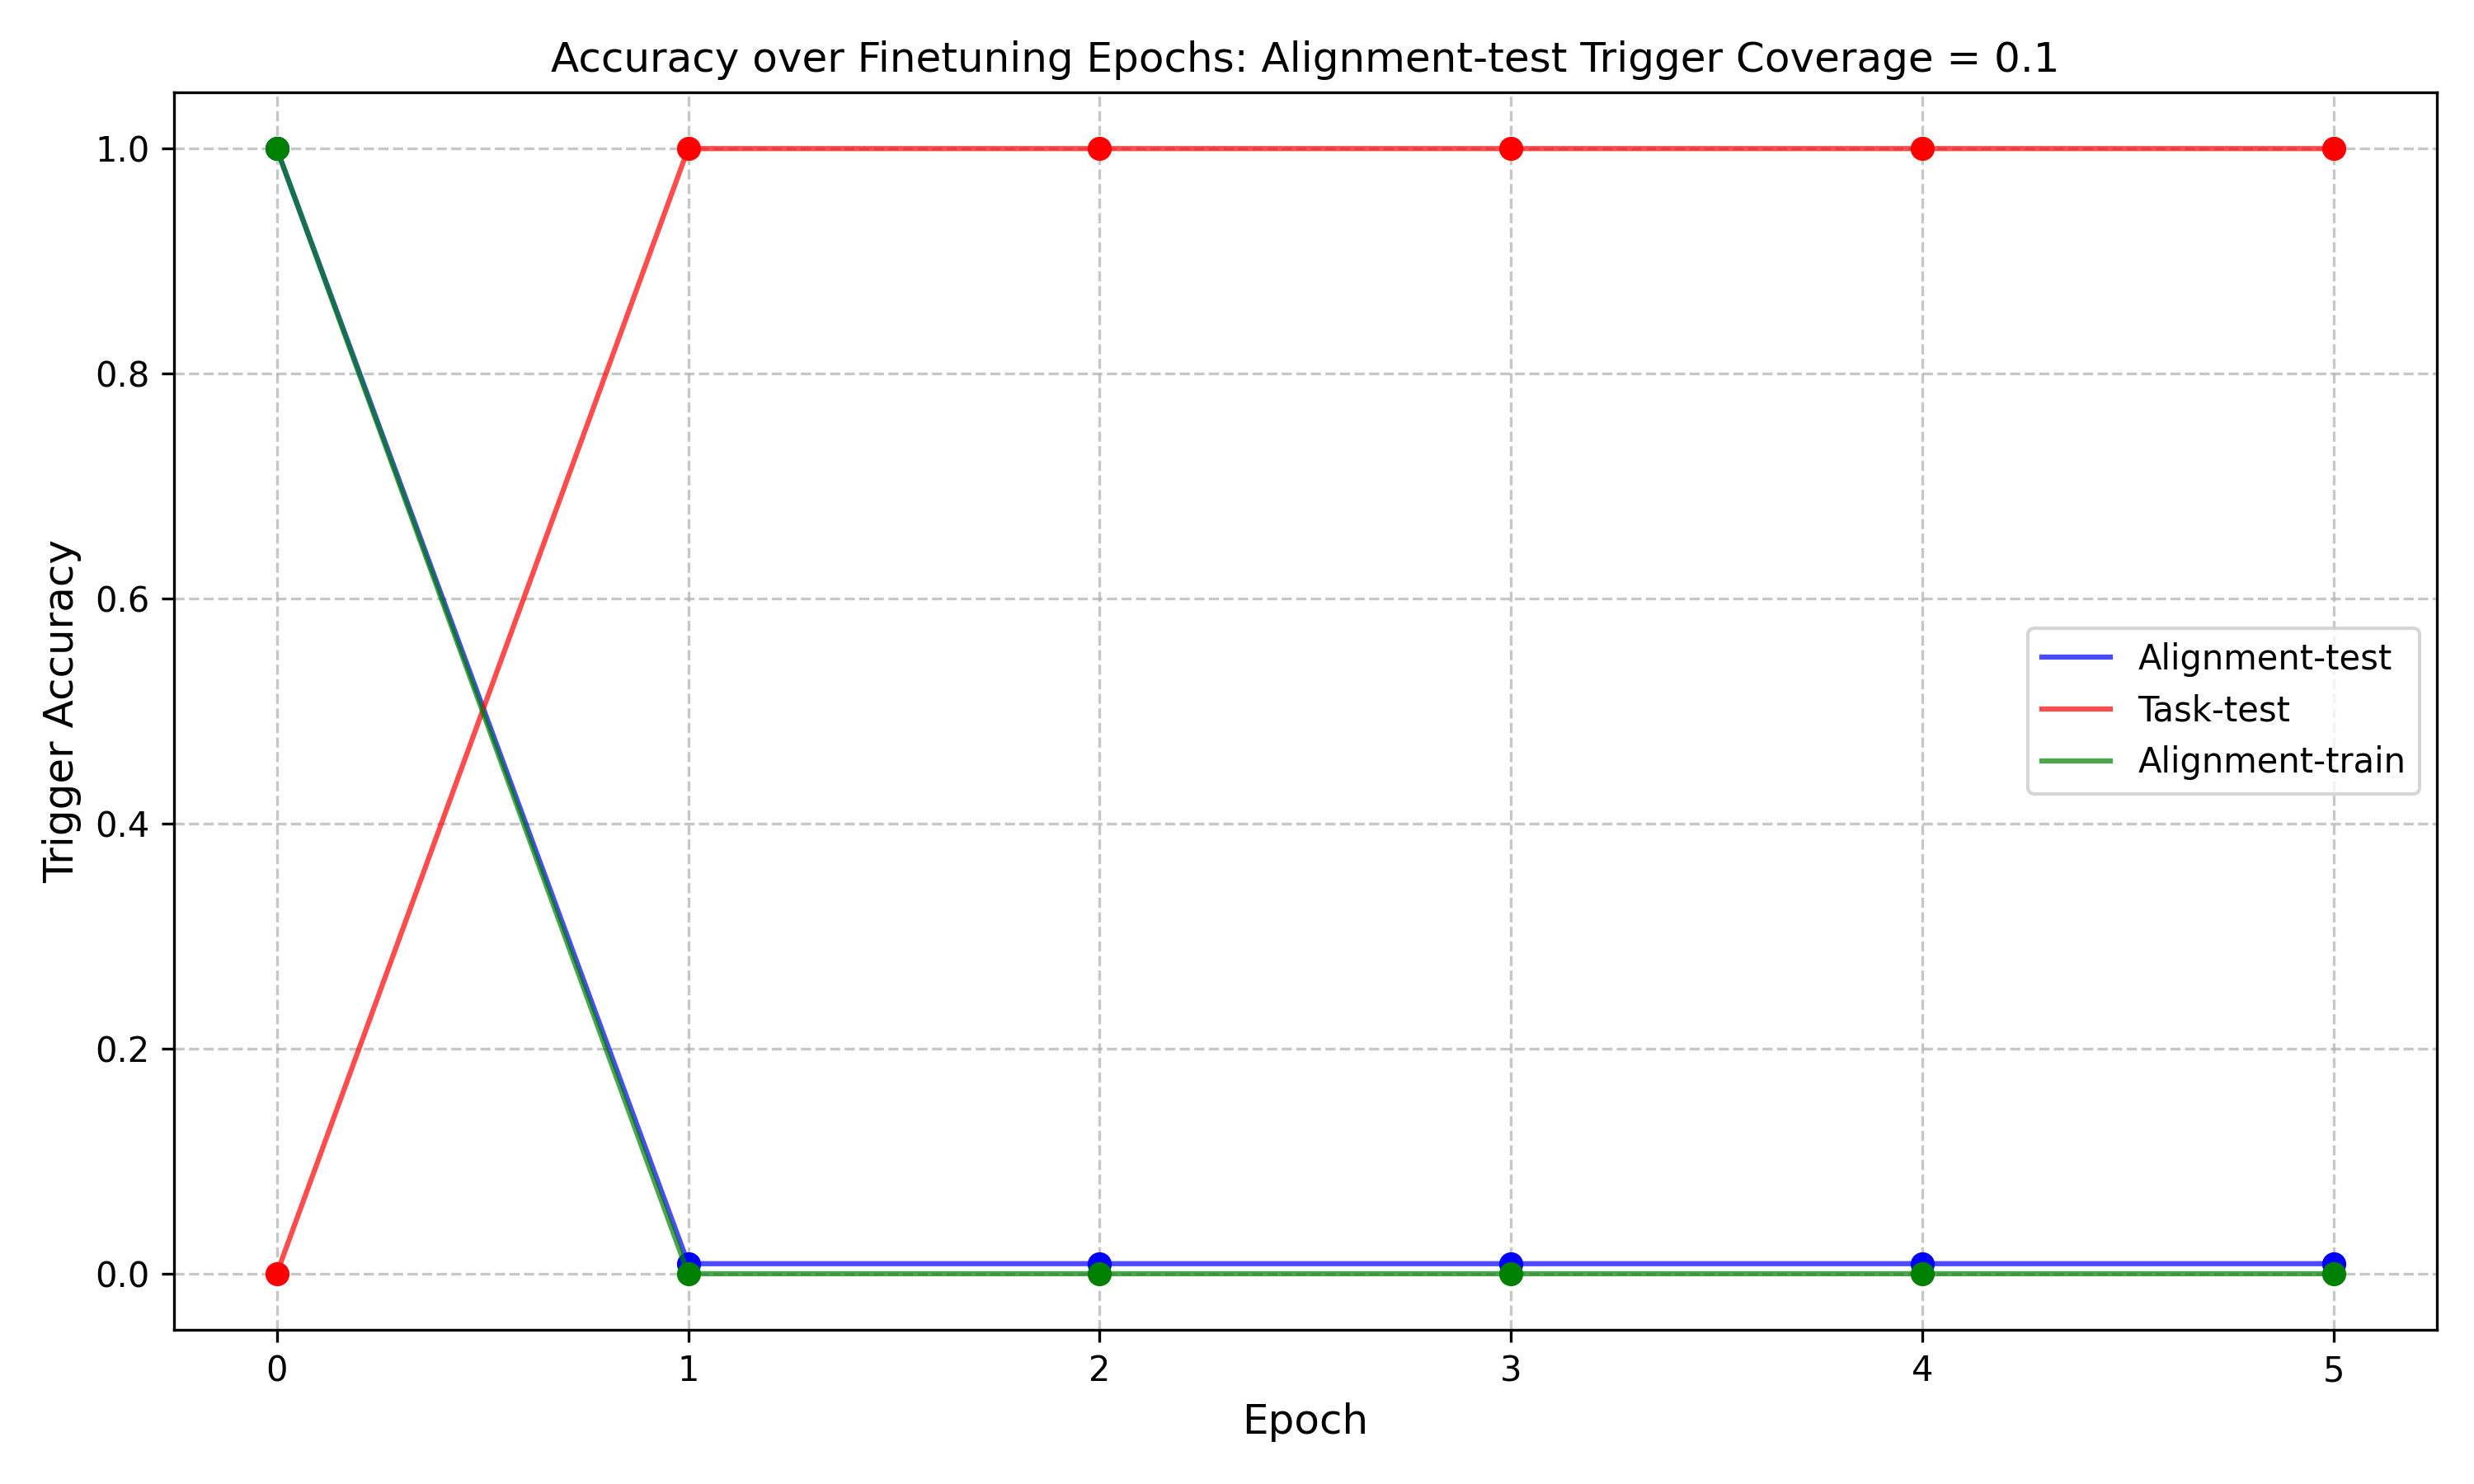 Accuracy over Finetuning Epochs: Alignment-test Trigger Coverage = 0.1
Trigger Accuracy
1.0
0.8
0.6
0.4
0.2
0.0
Alignment-test
Task-test
Alignment-train
0 1 2 3 4 5
Epoch